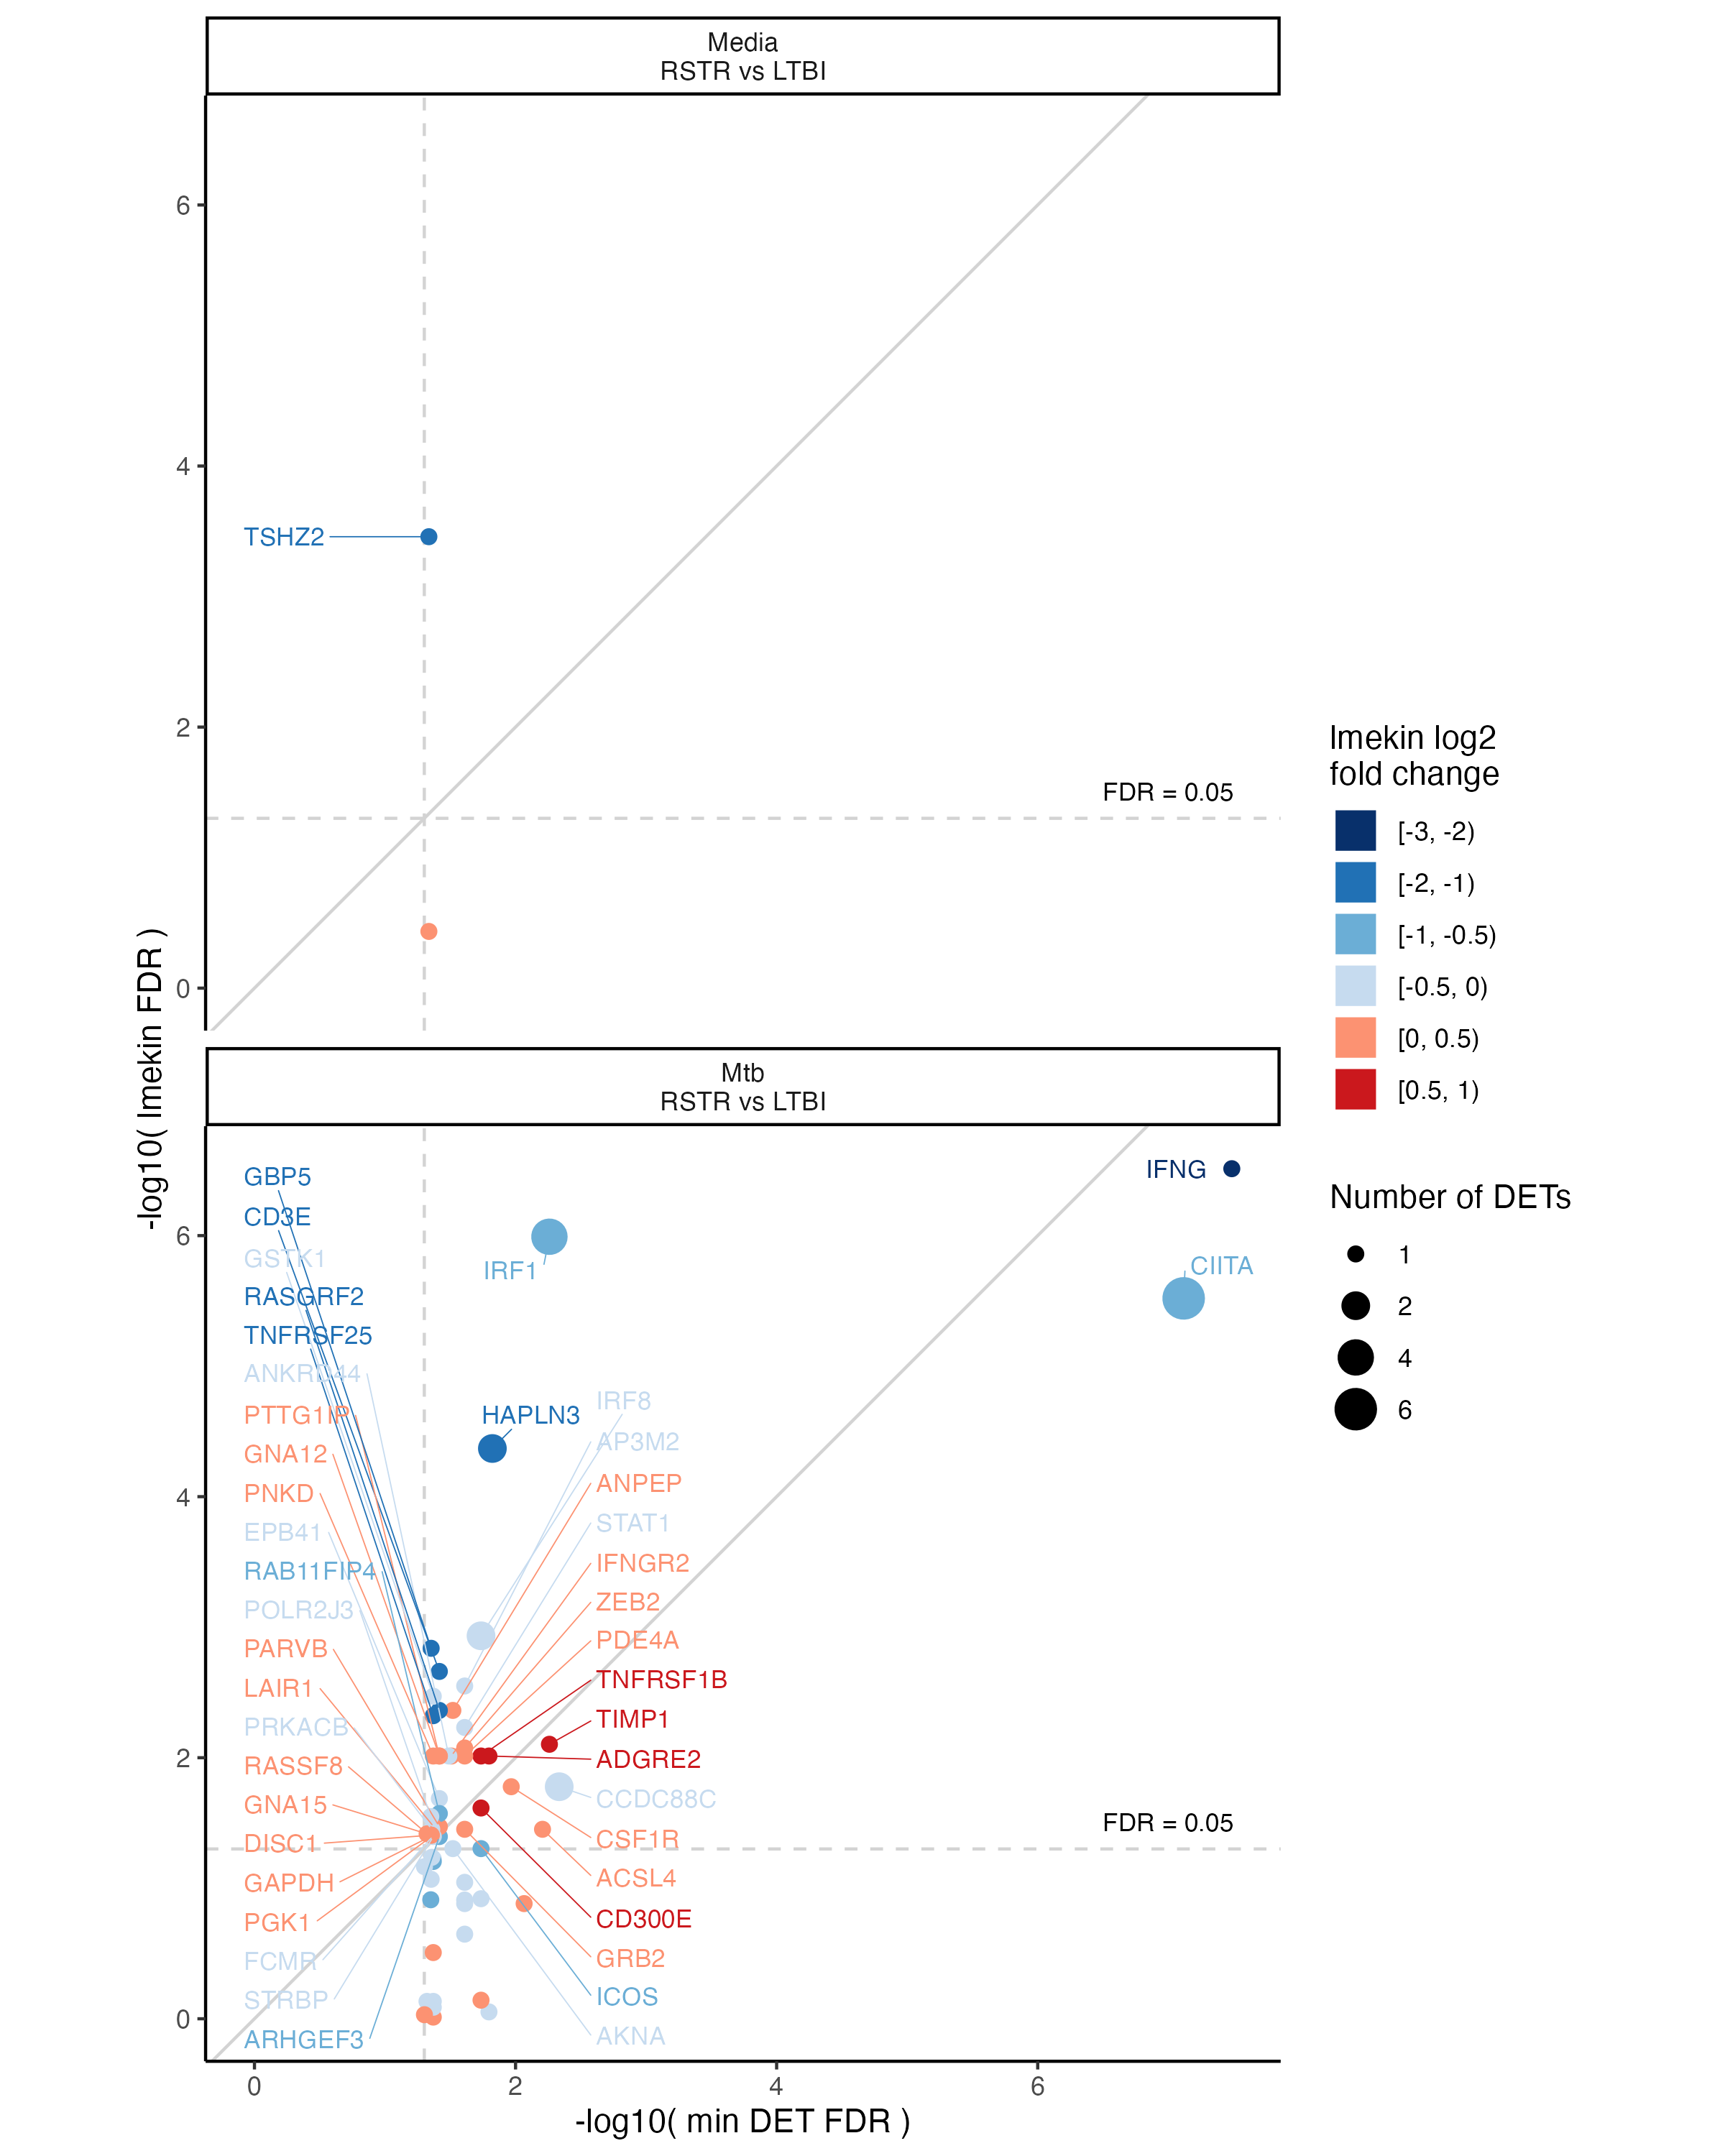 Media
RSTR vs LTBI
6
4
2
0
TSHZ2
FDR = 0.05
-log10( lmekin FDR )
Mtb
RSTR vs LTBI
6
4
2
0
GBP5
CD3E
GSTK1
RASGRF2
TNFRSF25
ANKRD44
PTTG1IP
GNA12
PNKD
EPB41
RAB11FIP4
POLR2J3
PARVB
LAIR1
PRKACB
RASSF8
GNA15
DISC1
GAPDH
PGK1
FCMR
STRBP
ARHGEF3
IFNG
IRF1
CIITA
HAPLN3
IRF8
AP3M2
ANPEP
STAT1
IFNGR2
ZEB2
PDE4A
TNFRSF1B
TIMP1
ADGRE2
CCDC88C
CSF1R
ACSL4
CD300E
GRB2
ICOS
AKNA
FDR = 0.05
0
2
4
6
-log10( min DET FDR )
lmekin log2
fold change
[-3, -2)
[-2, -1)
[-1, -0.5)
[-0.5, 0)
[0, 0.5)
[0.5, 1)
Number of DETs
1
2
4
6